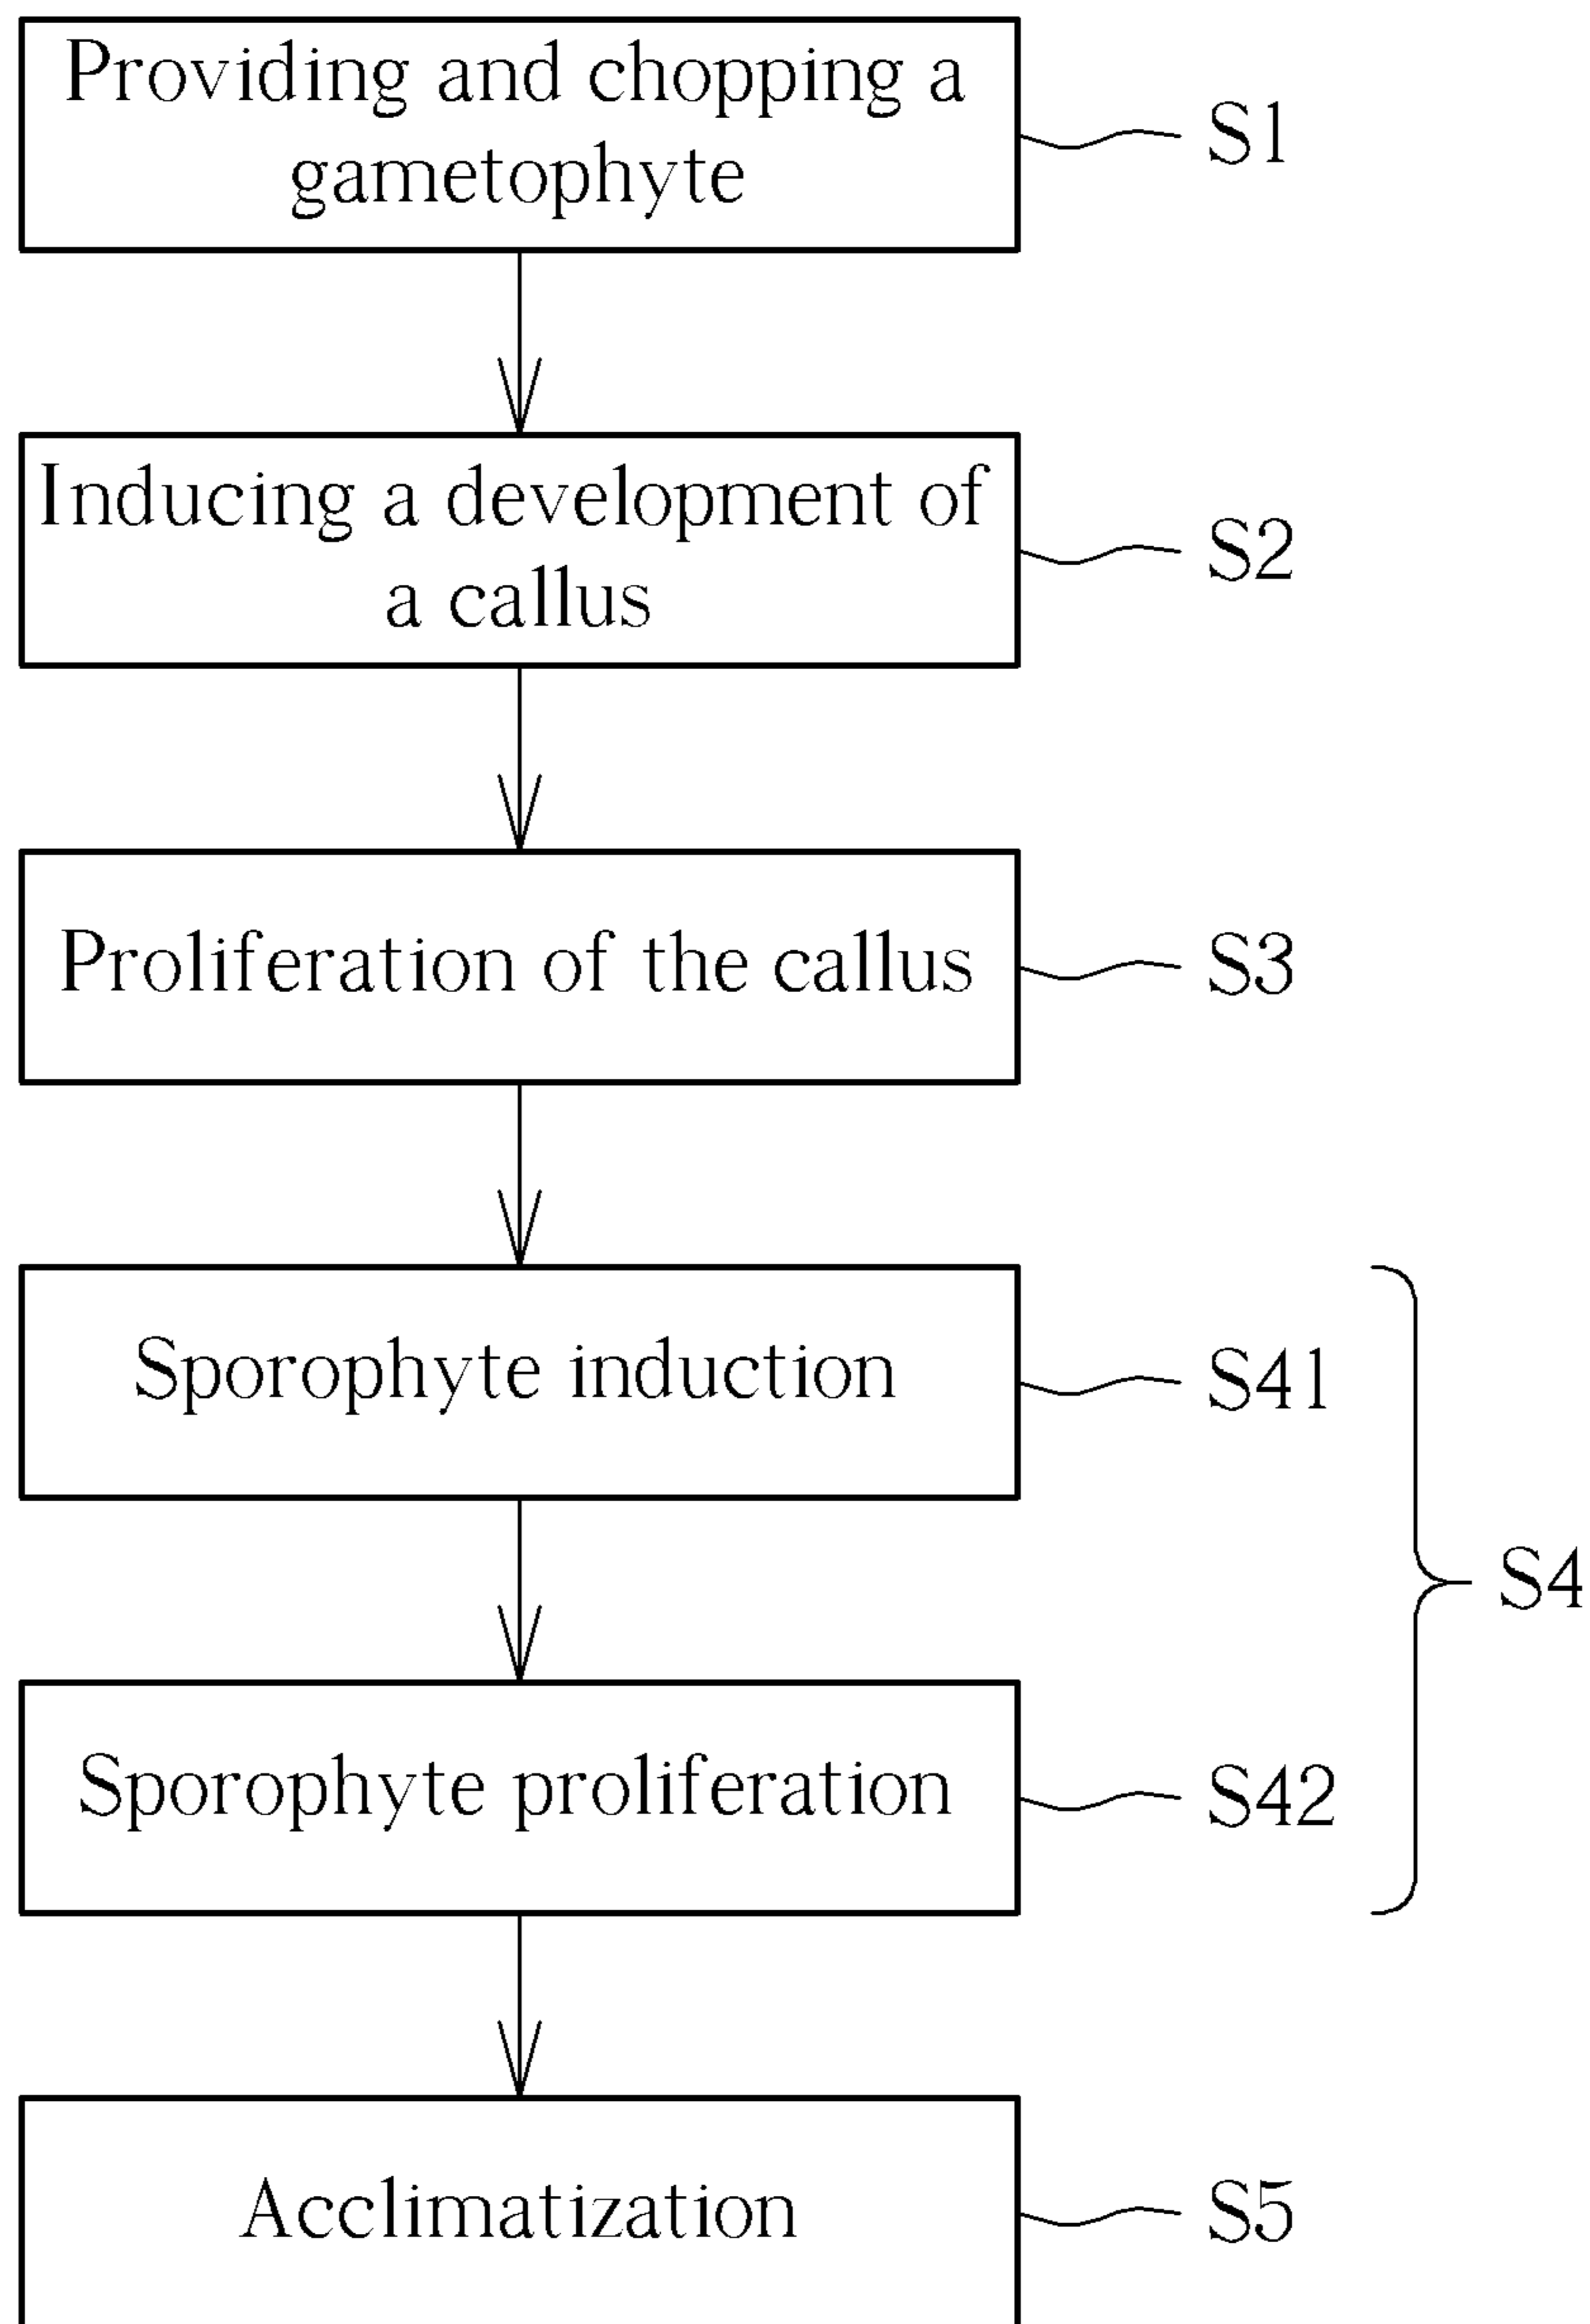 Providing and chopping a
gametophyte
S1
Inducing a development of
a callus
S2
Proliferation of the callus
S3
Sporophyte induction
S41
S4
Sporophyte proliferation
S42
Acclimatization
S5